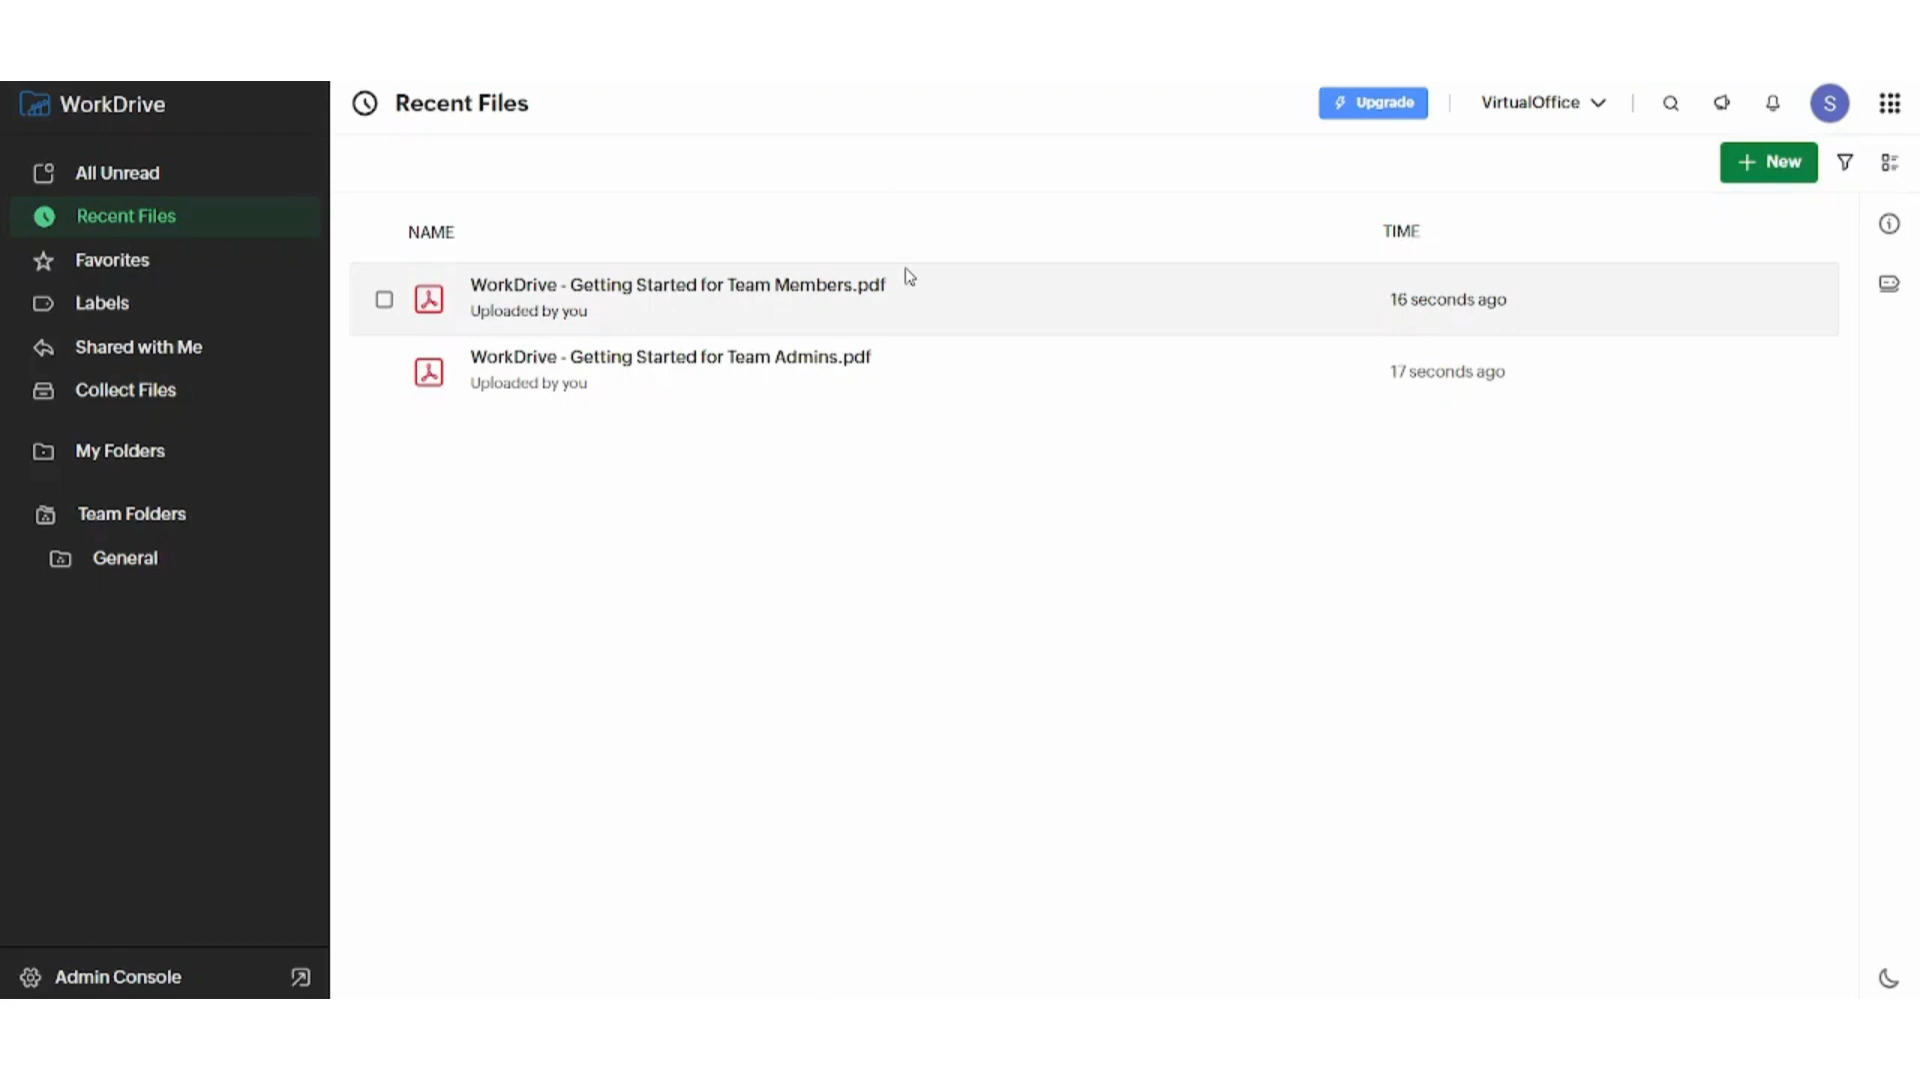 WorkDrive
Recent Files
Upgrade
VirtualOffice
S
All Unread
Recent Files
Favorites
Labels
Shared with Me
Collect Files
My Folders
Team Folders
General
Admin Console
New
NAME
TIME
WorkDrive - Getting Started for Team Members.pdf
Uploaded by you
16 seconds ago
WorkDrive - Getting Started for Team Admins.pdf
Uploaded by you
17 seconds ago